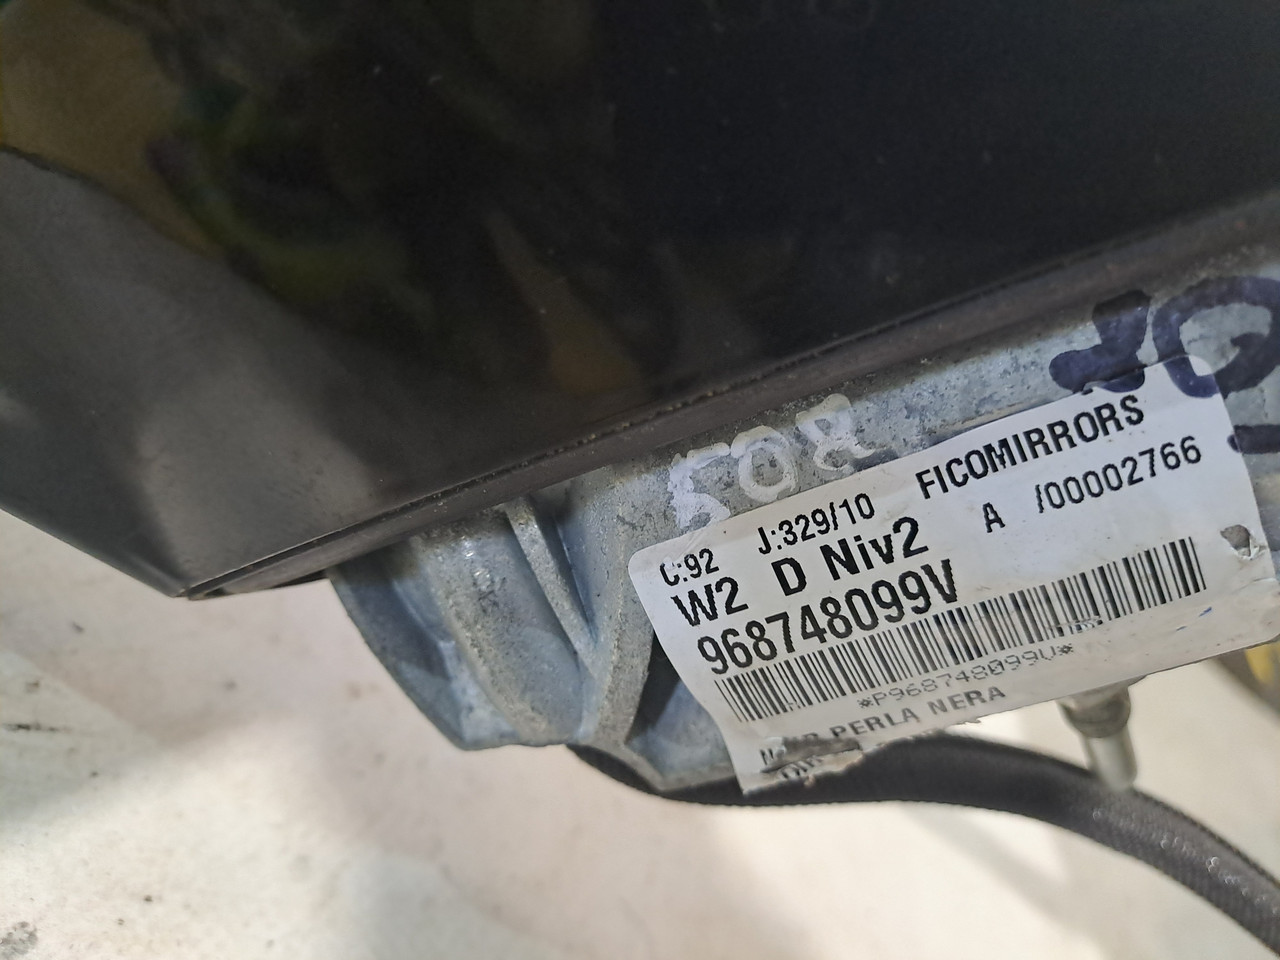 508
C:92 J:329/10 FICOMIRRORS
W2 D Niv2 A /00002766
968748099V
*P968748099V*
PERLA NERA